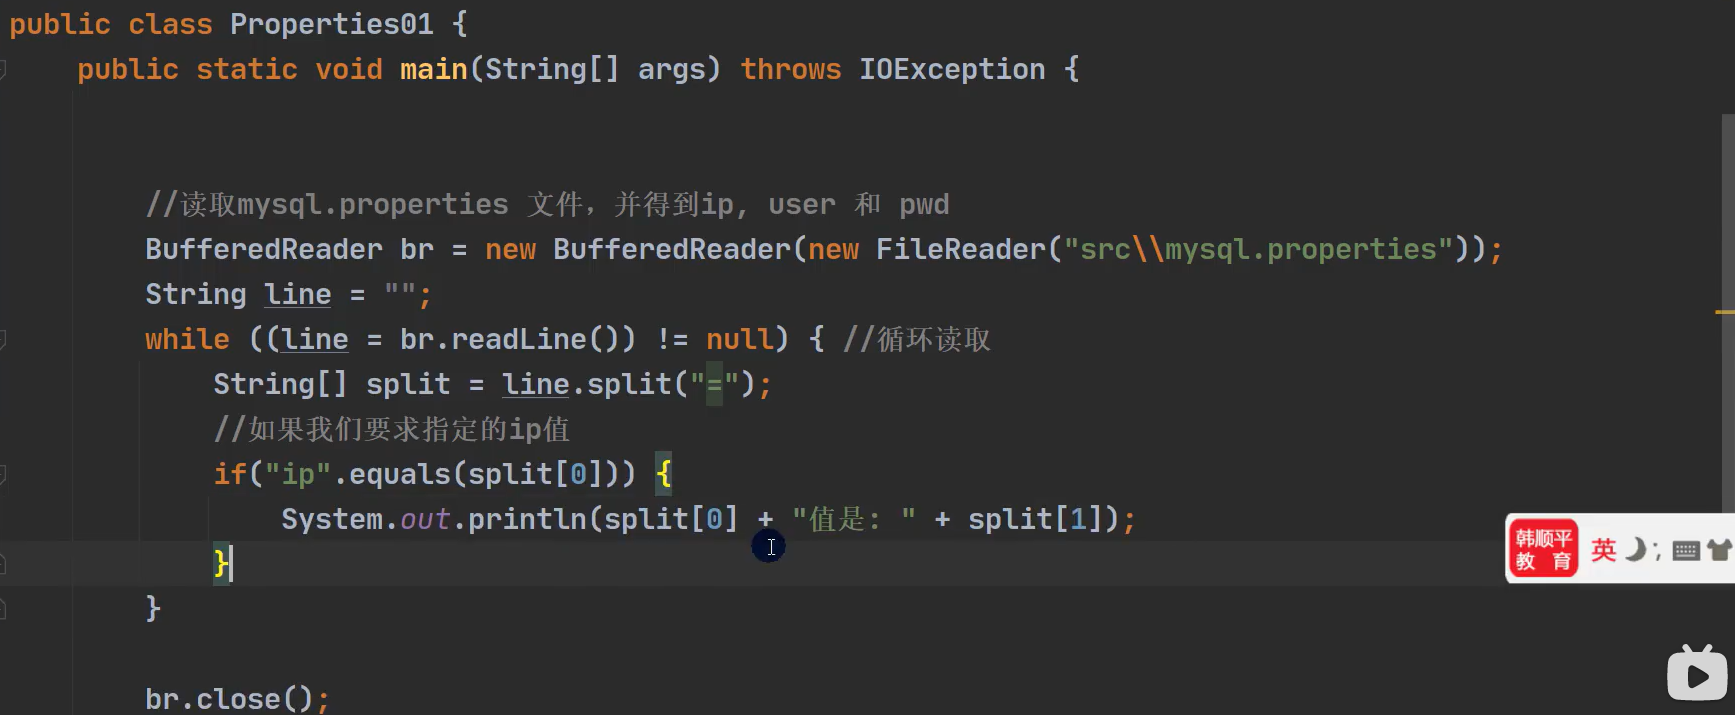 public class Properties01 {
public static void main(String[] args) throws IOException {
//读取mysql.properties 文件，并得到ip, user 和 pwd
BufferedReader br = new BufferedReader(new FileReader("src\\mysql.properties"));
String line = "";
while ((line = br.readLine()) != null) { //循环读取
String[] split = line.split("=");
//如果我们要求指定的ip值
if("ip".equals(split[0])) {
System.out.println(split[0] + "值是: " + split[1]);
}
}
br.close();
韩顺平
教 育
英